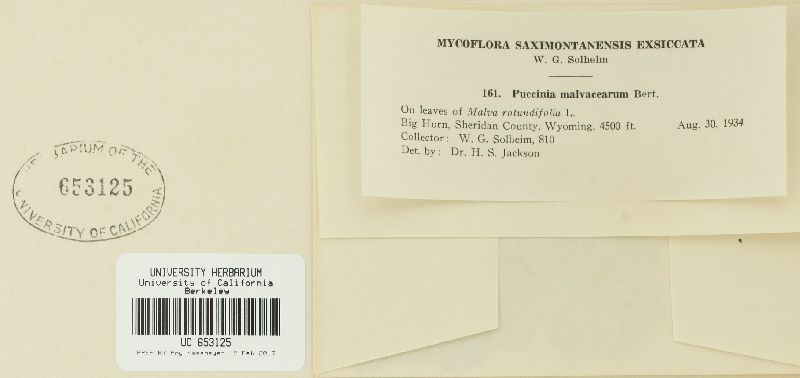 MYCOFLORA SAXIMONTANENSIS EXSICCATA
W. G. Solheim
161. Puccinia malvacearum Bert.
On leaves of Malva rotundifolia L.
Big Horn, Sheridan County, Wyoming. 4500 ft. Aug. 30, 1934
Collector: W. G. Solheim, 810
Det. by: Dr. H. S. Jackson
OF THE
653125
UNIVERSITY OF CALIFORNIA
UNIVERSITY HERBARIUM
University of California
Berkeley
UC 653125